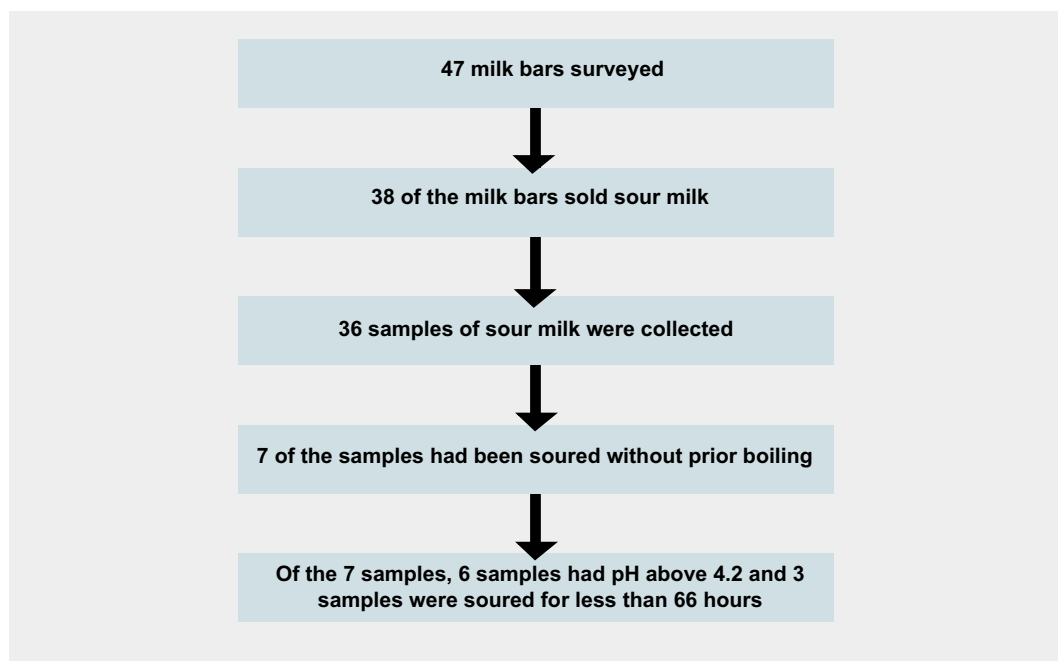 47 milk bars surveyed
38 of the milk bars sold sour milk
36 samples of sour milk were collected
7 of the samples had been soured without prior boiling
Of the 7 samples, 6 samples had pH above 4.2 and 3
samples were soured for less than 66 hours